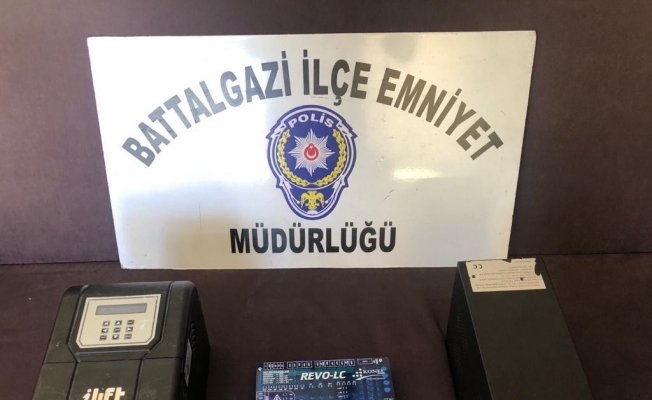 BATTALGAZİ İLÇE EMNİYET
POLİS
MÜDÜRLÜĞÜ
ilift
REVO-LC